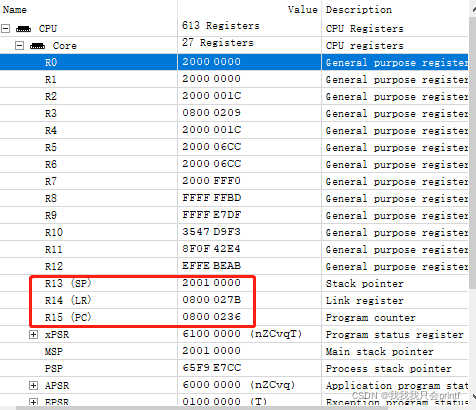 Name Value Description
CPU 613 Registers CPU Registers
Core 27 Registers CPU registers
R0 2000 0000 General purpose register
R1 2000 0000 General purpose register
R2 2000 001C General purpose register
R3 0800 0209 General purpose register
R4 2000 001C General purpose register
R5 2000 06CC General purpose register
R6 2000 06CC General purpose register
R7 2000 FFF0 General purpose register
R8 FFFF FFBD General purpose register
R9 FFFF E7DF General purpose register
R10 3547 D9F3 General purpose register
R11 8F0F 42E4 General purpose register
R12 EFFE BEAB General purpose register
R13 (SP) 2001 0000 Stack pointer
R14 (LR) 0800 027B Link register
R15 (PC) 0800 0236 Program counter
xPSR 6100 0000 (nZCvqT) Program status register
MSP 2001 0000 Main stack pointer
PSP 65F9 E7CC Process stack pointer
APSR 6000 0000 (nZCvq) Application program stat
EPSR 0100 0000 (T) Exception program status
CSDN @我我我只会printf